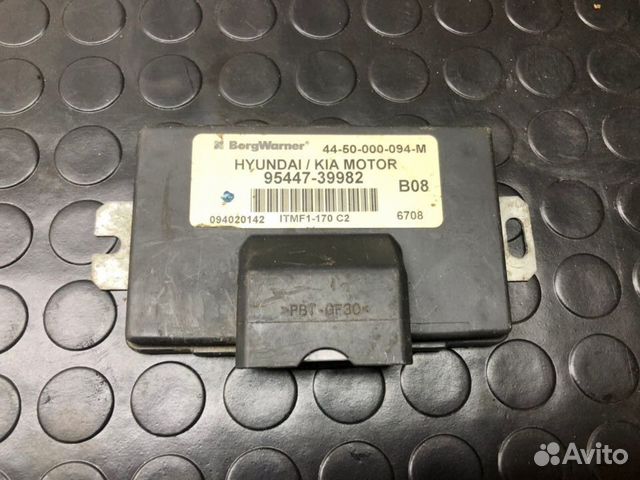 BorgWarner 44-50-000-094-M
HYUNDAI / KIA MOTOR
95447-39982
B08
094020142 ITMF1-170 C2 6708
>PBT-GF30<
Avito